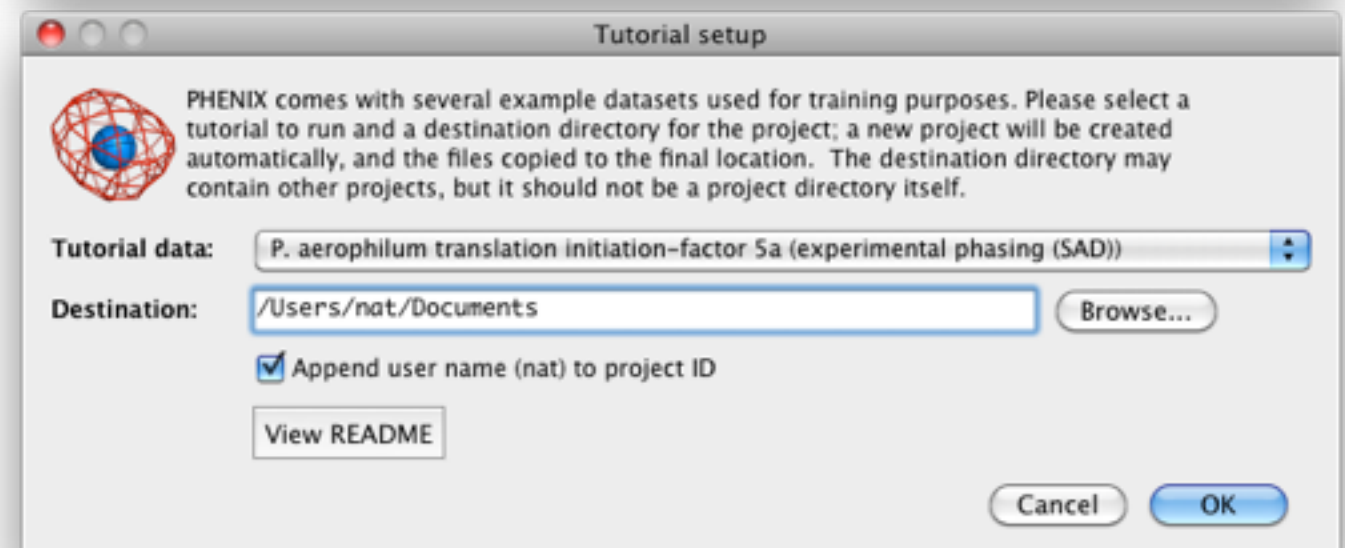 Tutorial setup
PHENIX comes with several example datasets used for training purposes. Please select a
tutorial to run and a destination directory for the project; a new project will be created
automatically, and the files copied to the final location.  The destination directory may
contain other projects, but it should not be a project directory itself.
Tutorial data: P. aerophilum translation initiation-factor 5a (experimental phasing (SAD))
Destination: /Users/nat/Documents Browse...
Append user name (nat) to project ID
View README
Cancel OK